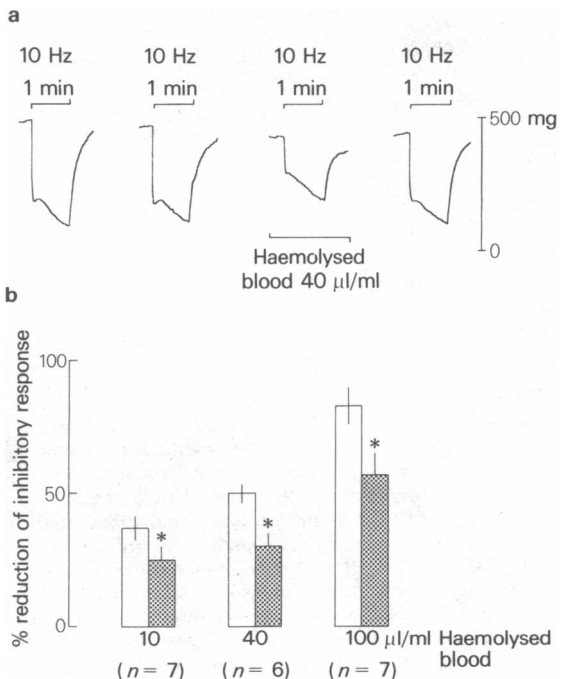 a
10 Hz 10 Hz 10 Hz 10 Hz
1 min 1 min 1 min 1 min
500 mg
0
Haemolysed
blood 40 μl/ml
b
% reduction of inhibitory response
100
50
0
* * *
10 40 100 μl/ml Haemolysed
blood
(n = 7) (n = 6) (n = 7)